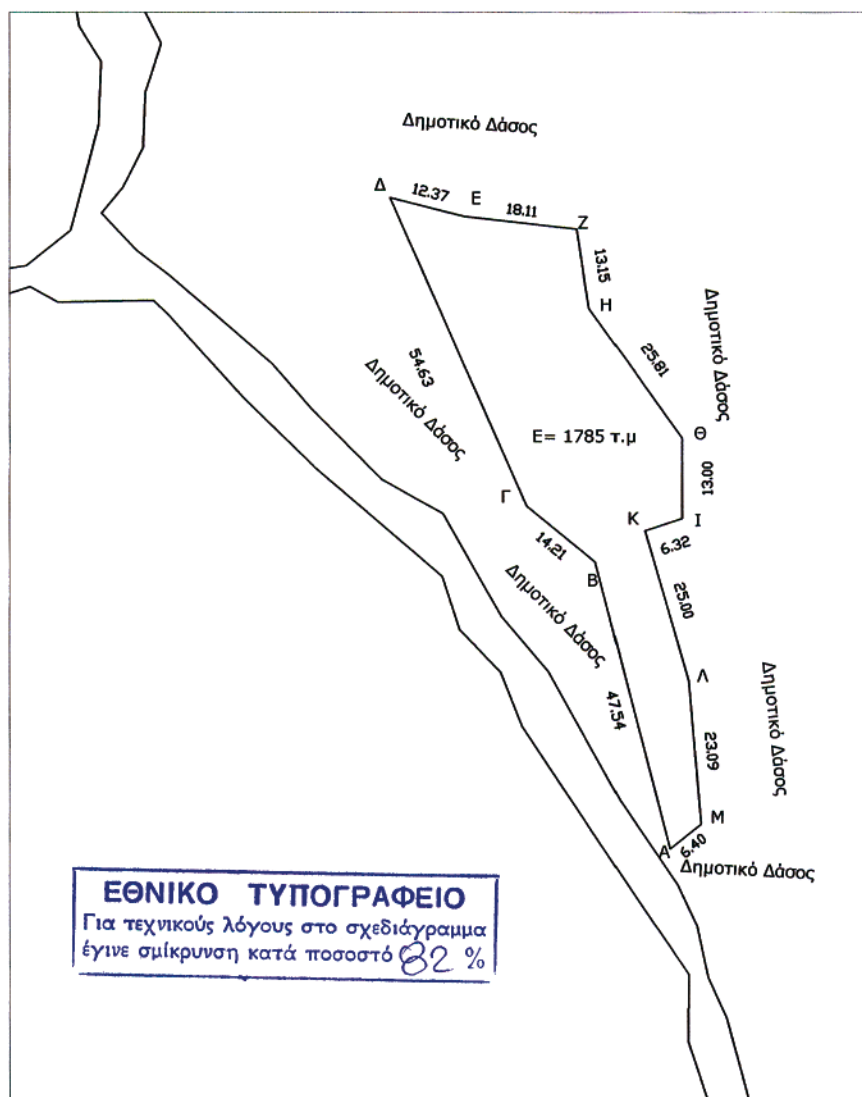 Δημοτικό Δάσος
Δ
12.37
Ε
18.11
Ζ
13.15
Η
Δημοτικό Δάσος
25.81
54.63
Δημοτικό Δάσος
Ε= 1785 τ.μ
Θ
13.00
Γ
Κ
Ι
6.32
14.21
Β
Δημοτικό Δάσος
25.00
Λ
47.54
Δημοτικό Δάσος
23.09
Μ
Α
6.40
Δημοτικό Δάσος
ΕΘΝΙΚΟ ΤΥΠΟΓΡΑΦΕΙΟ
Για τεχνικούς λόγους στο σχεδιάγραμμα
έγινε σμίκρυνση κατά ποσοστό 82 %